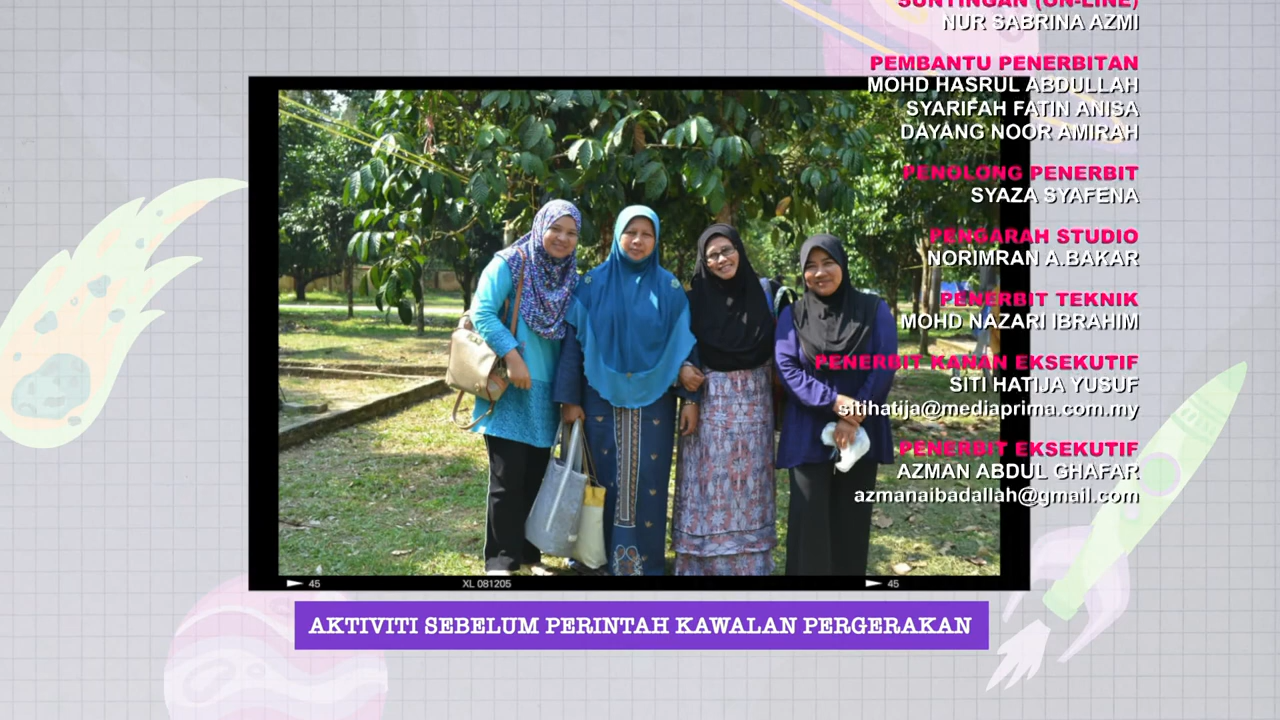 SUNTINGAN (ON-LINE)
NUR SABRINA AZMI
PEMBANTU PENERBITAN
MOHD HASRUL ABDULLAH
SYARIFAH FATIN ANISA
DAYANG NOOR AMIRAH
PENOLONG PENERBIT
SYAZA SYAFENA
PENGARAH STUDIO
NORIMRAN A.BAKAR
PENERBIT TEKNIK
MOHD NAZARI IBRAHIM
PENERBIT KANAN EKSEKUTIF
SITI HATIJA YUSUF
sitihatija@mediaprima.com.my
PENERBIT EKSEKUTIF
AZMAN ABDUL GHAFAR
azmanaibadallah@gmail.com
45
XL 081205
45
AKTIVITI SEBELUM PERINTAH KAWALAN PERGERAKAN